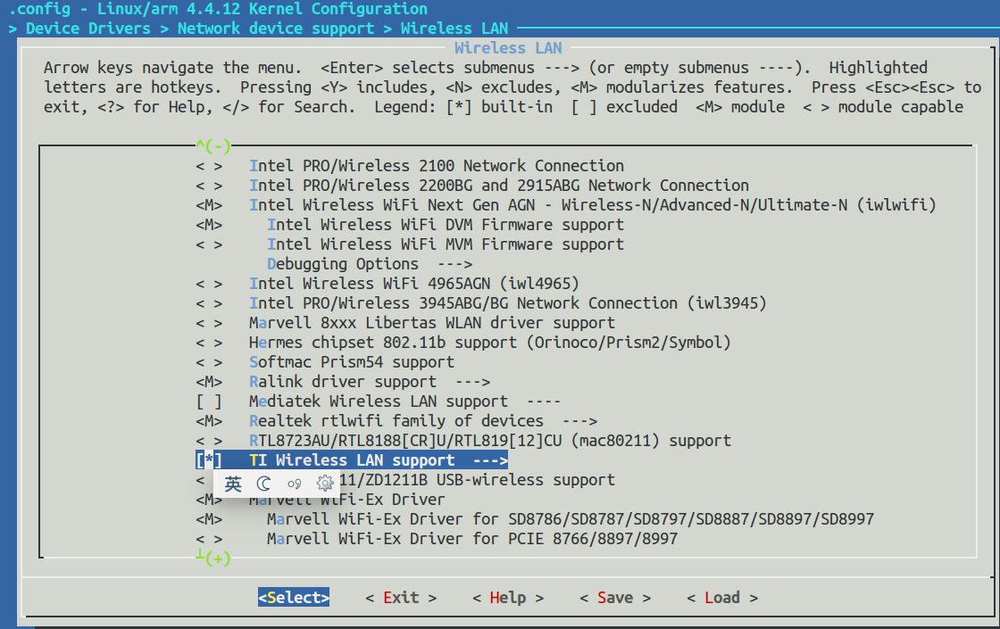 .config - Linux/arm 4.4.12 Kernel Configuration
> Device Drivers > Network device support > Wireless LAN
Wireless LAN
Arrow keys navigate the menu.  <Enter> selects submenus ---> (or empty submenus ----).  Highlighted
letters are hotkeys.  Pressing <Y> includes, <N> excludes, <M> modularizes features.  Press <Esc><Esc> to
exit, <?> for Help, </> for Search.  Legend: [*] built-in  [ ] excluded  <M> module  < > module capable
^(-)
< >   Intel PRO/Wireless 2100 Network Connection
< >   Intel PRO/Wireless 2200BG and 2915ABG Network Connection
<M>   Intel Wireless WiFi Next Gen AGN - Wireless-N/Advanced-N/Ultimate-N (iwlwifi)
<M>     Intel Wireless WiFi DVM Firmware support
< >     Intel Wireless WiFi MVM Firmware support
Debugging Options  --->
< >   Intel Wireless WiFi 4965AGN (iwl4965)
< >   Intel PRO/Wireless 3945ABG/BG Network Connection (iwl3945)
< >   Marvell 8xxx Libertas WLAN driver support
< >   Hermes chipset 802.11b support (Orinoco/Prism2/Symbol)
< >   Softmac Prism54 support
<M>   Ralink driver support  --->
[ ]   Mediatek Wireless LAN support  ----
<M>   Realtek rtlwifi family of devices  --->
< >   RTL8723AU/RTL8188[CR]U/RTL819[12]CU (mac80211) support
[*]   TI Wireless LAN support  --->
< 英 11/ZD1211B USB-wireless support
<M>   Marvell WiFi-Ex Driver
<M>     Marvell WiFi-Ex Driver for SD8786/SD8787/SD8797/SD8887/SD8897/SD8997
< >     Marvell WiFi-Ex Driver for PCIE 8766/8897/8997
┴(+)
<Select>    < Exit >    < Help >    < Save >    < Load >